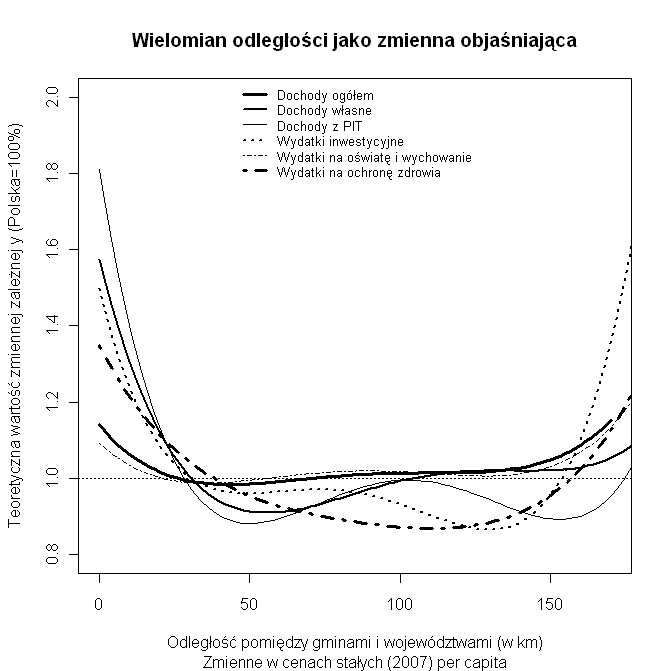 Wielomian odległości jako zmienna objaśniająca
Dochody ogółem
Dochody własne
Dochody z PIT
Wydatki inwestycyjne
Wydatki na oświatę i wychowanie
Wydatki na ochronę zdrowia
Teoretyczna wartość zmiennej zależnej y (Polska=100%)
2.0
1.8
1.6
1.4
1.2
1.0
0.8
0 50 100 150
Odległość pomiędzy gminami i województwami (w km)
Zmienne w cenach stałych (2007) per capita